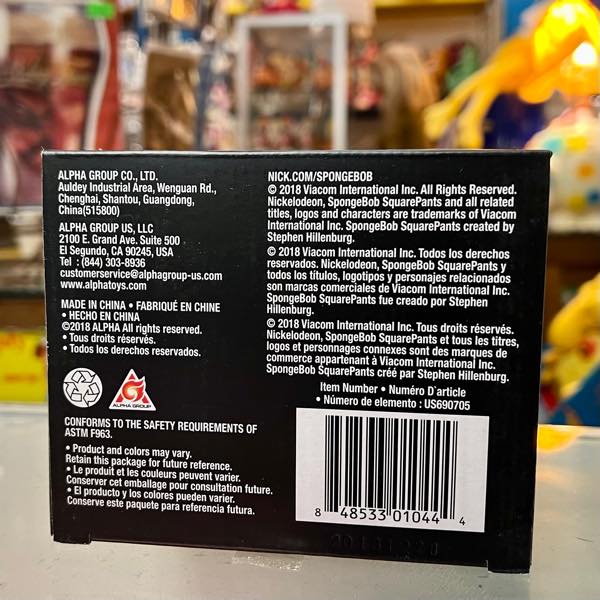 ALPHA GROUP CO., LTD.
Auldey Industrial Area, Wenguan Rd.,
Chenghai, Shantou, Guangdong,
China(515800)
ALPHA GROUP US, LLC
2100 E. Grand Ave. Suite 500
El Segundo, CA 90245, USA
Tel : (844) 303-8936
customerservice@alphagroup-us.com
www.alphatoys.com
MADE IN CHINA • FABRIQUÉ EN CHINE
• HECHO EN CHINA
©2018 ALPHA All rights reserved.
• Tous droits réservés.
• Todos los derechos reservados.
ALPHA GROUP
CONFORMS TO THE SAFETY REQUIREMENTS OF
ASTM F963.
• Product and colors may vary.
Retain this package for future reference.
• Le produit et les couleurs peuvent varier.
Conserver cet emballage pour consultation future.
• El producto y los colores pueden varier.
Conserve este paquete para referencia futura.
NICK.COM/SPONGEBOB
© 2018 Viacom International Inc. All Rights Reserved.
Nickelodeon, SpongeBob SquarePants and all related
titles, logos and characters are trademarks of Viacom
International Inc. SpongeBob SquarePants created by
Stephen Hillenburg.
© 2018 Viacom International Inc. Todos los derechos
reservados. Nickelodeon, SpongeBob SquarePants y
todos los títulos, logotipos y personajes relacionados
son marcas comerciales de Viacom International Inc.
SpongeBob SquarePants fue creado por Stephen
Hillenburg.
© 2018 Viacom International Inc. Tous droits réservés.
Nickelodeon, SpongeBob SquarePants et tous les titres,
logos et personnages connexes sont des marques de
commerce appartenant à Viacom International Inc.
SpongeBob SquarePants créé par Stephen Hillenburg.
Item Number • Numéro D'article
• Número de elemento : US690705
8 48533 01044 4